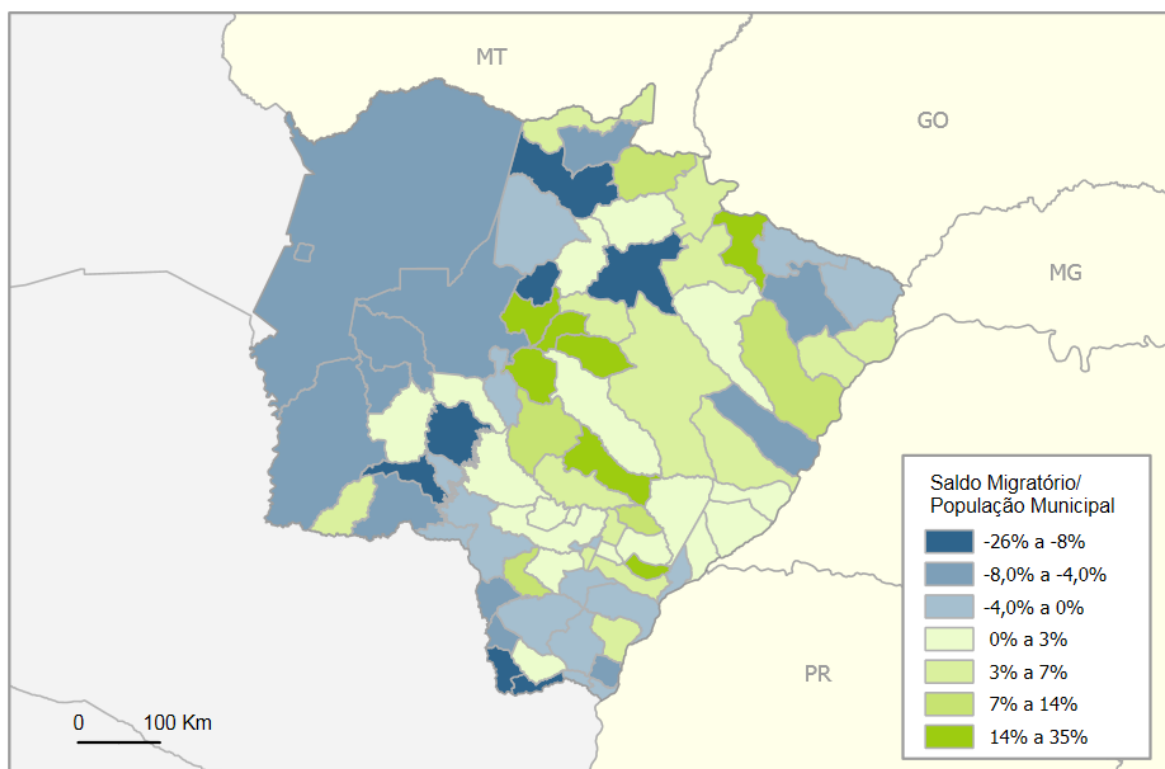 MT
GO
MG
PR
0 100 Km
Saldo Migratório/
População Municipal
-26% a -8%
-8,0% a -4,0%
-4,0% a 0%
0% a 3%
3% a 7%
7% a 14%
14% a 35%